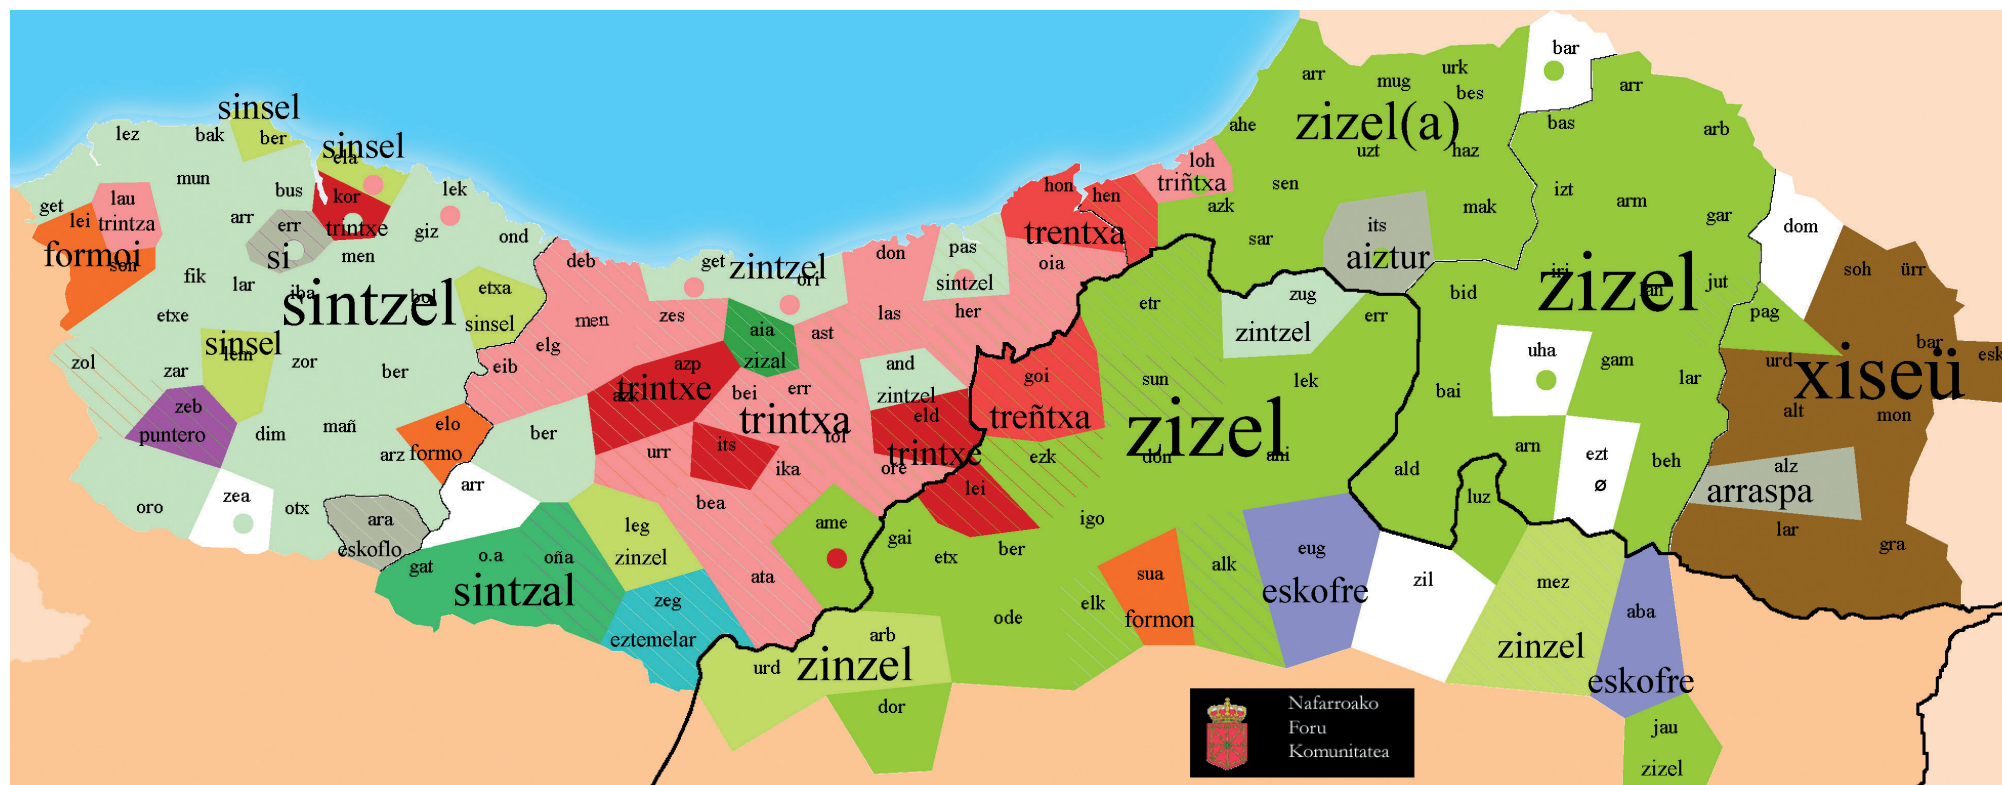 bar
arr
mug
urk
bes
arr
sinsel
lez
bak
ber
sinsel
ela
ahe
zizel(a)
uzt
haz
bas
arb
mun
bus
kor
lek
get
lau
lei
trintza
arr
err
trintxe
giz
ond
hon
hen
loh
triñtxa
azk
sen
mak
izt
arm
gar
dom
formoi
son
si
men
trentxa
oia
sar
its
aiztur
soh
ürr
fik
lar
iba
bol
sintzel
etxe
etxa
sinsel
deb
get
zintzel
ori
don
pas
sintzel
her
etr
zug
zintzel
err
bid
iri
lan
zizel
jut
pag
sinsel
lem
zol
zar
zor
ber
men
elg
eib
zes
aia
zizal
ast
las
and
zintzel
goi
treñtxa
sun
lek
bai
uha
gam
lar
urd
bar
esk
xiseü
alt
mon
zeb
puntero
dim
mañ
arz
elo
formo
ber
azp
trintxe
azk
bei
err
trintxa
tol
eld
trintxe
ore
ezk
zizel
don
ani
ald
arn
ezt
ø
beh
alz
arraspa
urr
its
ika
lei
luz
oro
zea
otx
ara
eskoflo
arr
bea
leg
zinzel
ame
gai
etx
ber
igo
lar
gra
gat
o.a
oña
sintzal
zeg
eztemelar
ata
ode
elk
sua
formon
alk
eug
eskofre
zil
mez
zinzel
aba
eskofre
urd
arb
zinzel
dor
jau
zizel
Nafarroako
Foru
Komunitatea